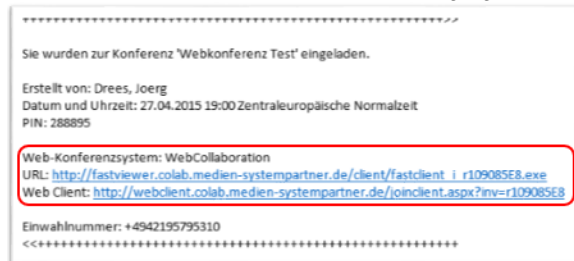 ++++++++++++++++++++++++++++++++++++++++++++++++++++++++>>
Sie wurden zur Konferenz 'Webkonferenz Test' eingeladen.
Erstellt von: Drees, Joerg
Datum und Uhrzeit: 27.04.2015 19:00 Zentraleuropäische Normalzeit
PIN: 288895
Web-Konferenzsystem: WebCollaboration
URL: http://fastviewer.colab.medien-systempartner.de/client/fastclient_i_r109085E8.exe
Web Client: http://webclient.colab.medien-systempartner.de/joinclient.aspx?inv=r109085E8
Einwahlnummer: +4942195795310
<<++++++++++++++++++++++++++++++++++++++++++++++++++++++++